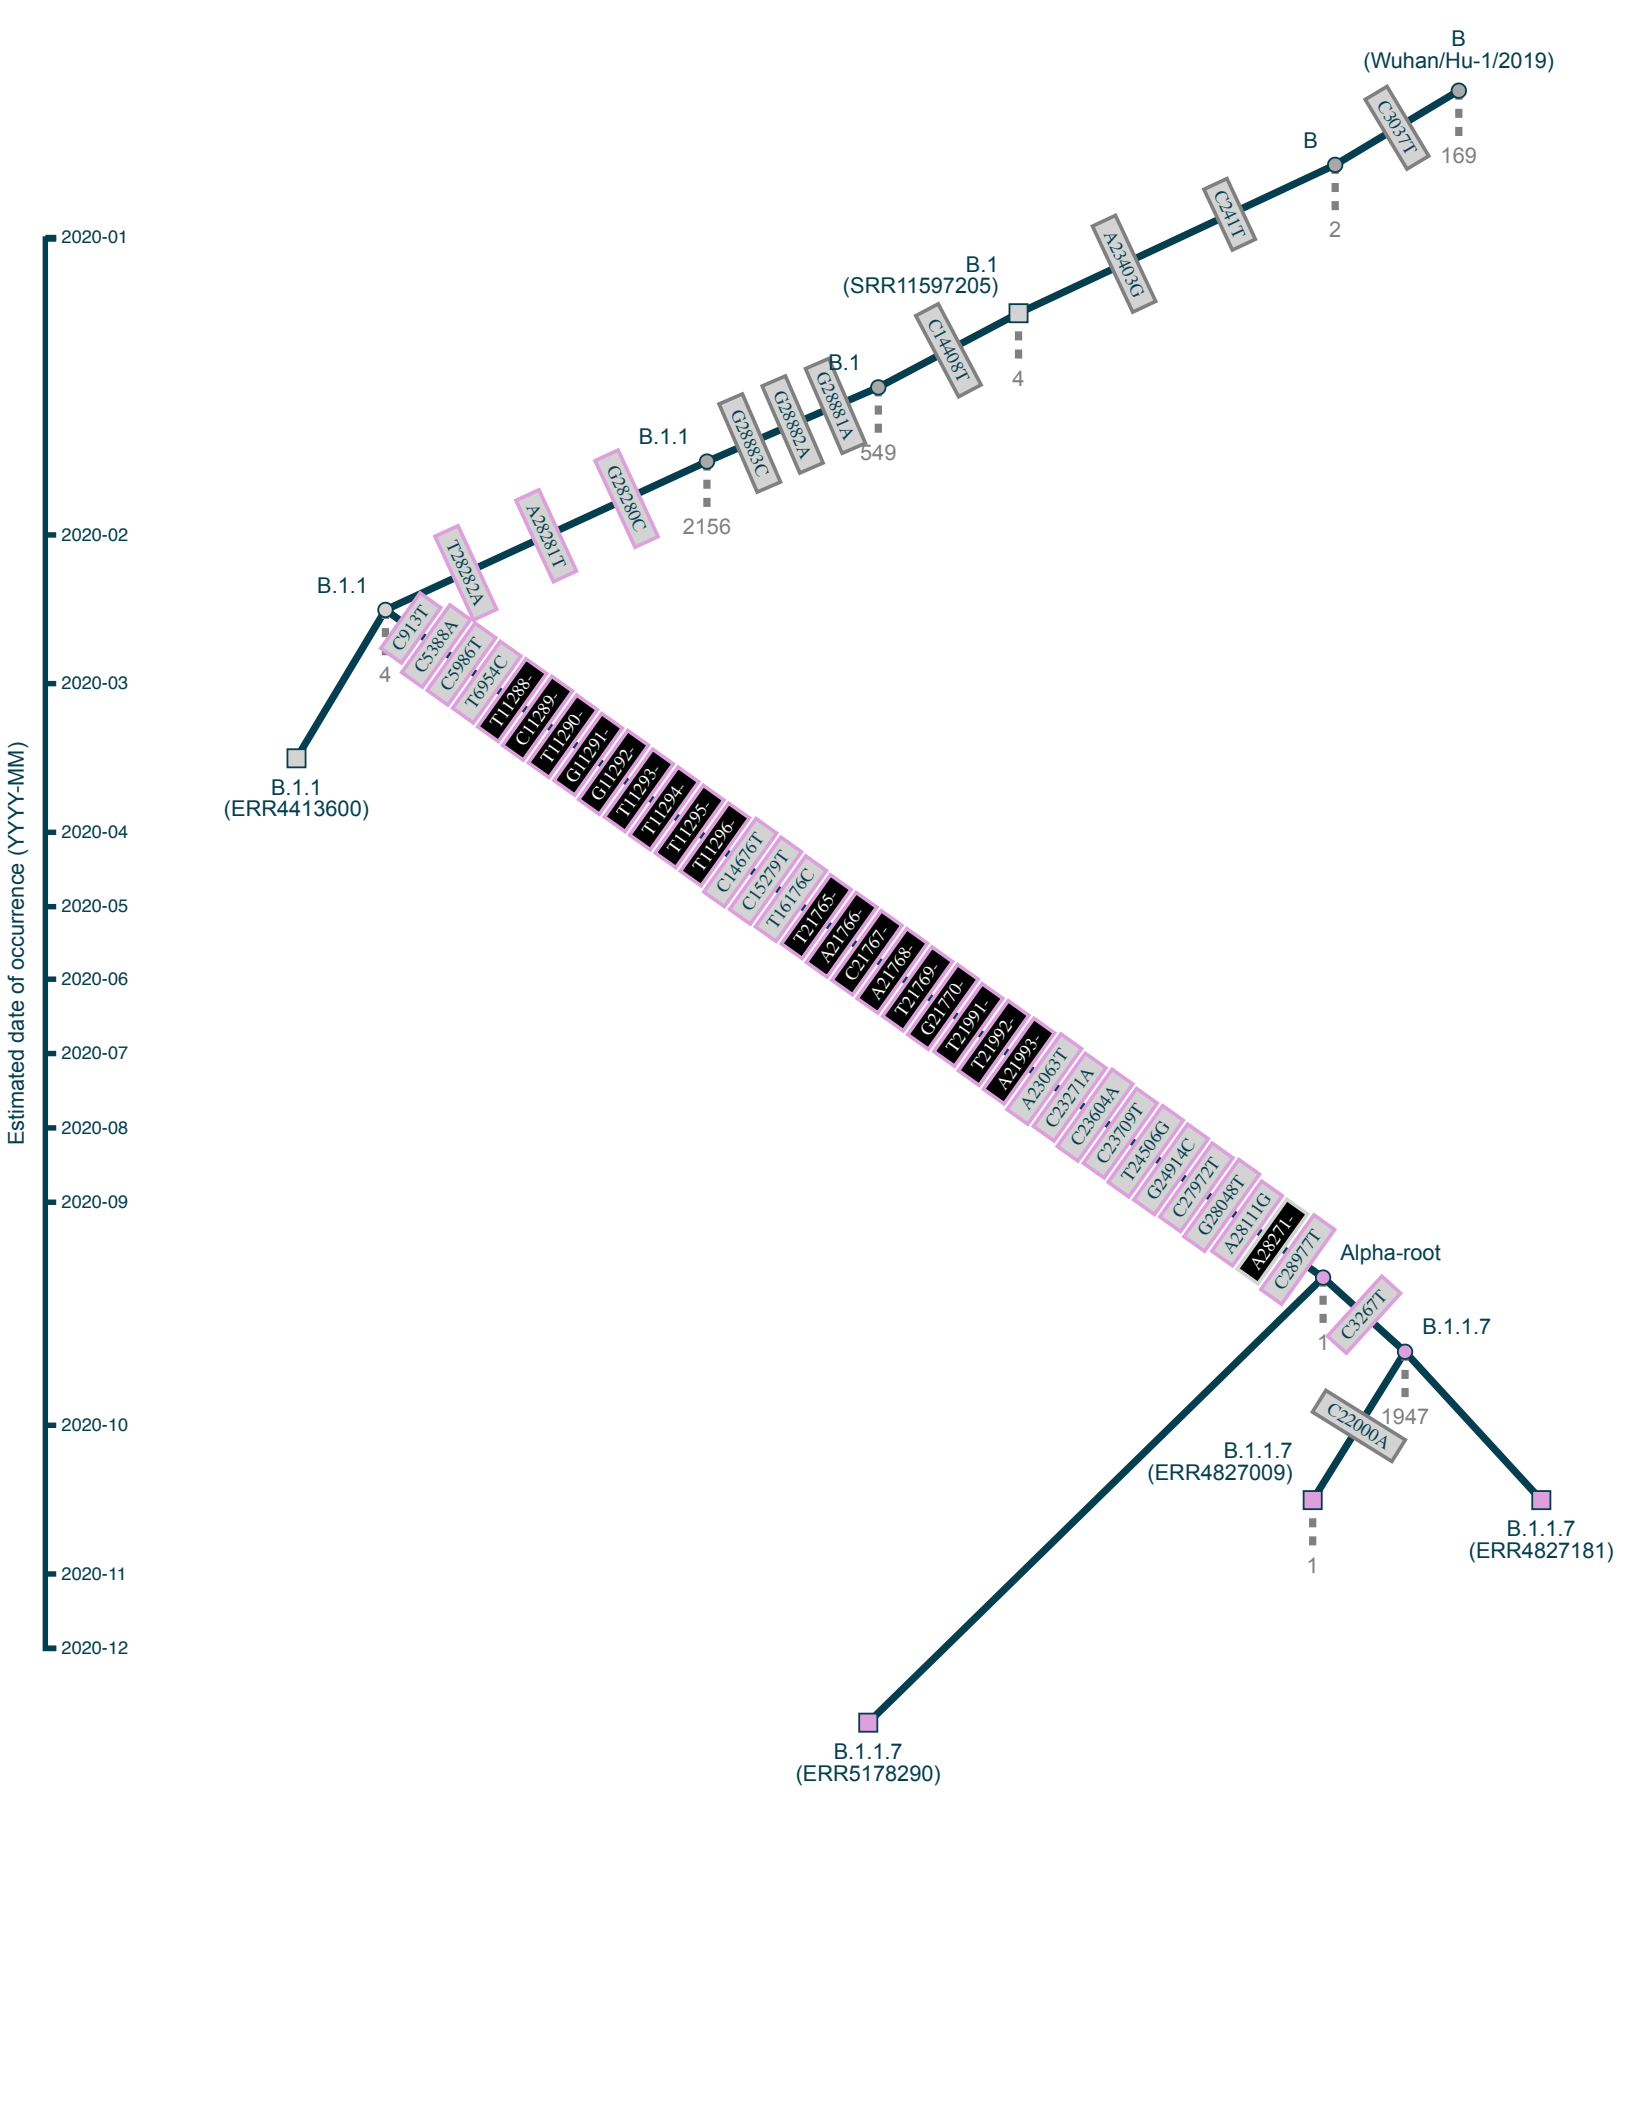 B
(Wuhan/Hu-1/2019)
C3037T
169
B
2
C241T
A23403G
2020-01
B.1
(SRR11597205)
4
C14408T
B.1
549
G28881A
G28882A
G28883C
B.1.1
2156
G28280C
A28281T
T28282A
2020-02
B.1.1
4
C913T
C5388A
C5986T
T6954C
T11288-
C11289-
T11290-
G11291-
G11292-
T11293-
T11294-
T11295-
T11296-
C14676T
C15279T
T16176C
T21765-
A21766-
C21767-
A21768-
T21769-
G21770-
T21991-
T21992-
A21993-
A23063T
C23271A
C23604A
C23709T
T24506G
G24914C
C27972T
G28048T
A28111G
A28271-
C28977T
2020-03
B.1.1
(ERR4413600)
Estimated date of occurrence (YYYY-MM)
2020-04
2020-05
2020-06
2020-07
2020-08
2020-09
Alpha-root
1
C3267T
B.1.1.7
1947
2020-10
C22000A
B.1.1.7
(ERR4827009)
1
B.1.1.7
(ERR4827181)
2020-11
2020-12
B.1.1.7
(ERR5178290)